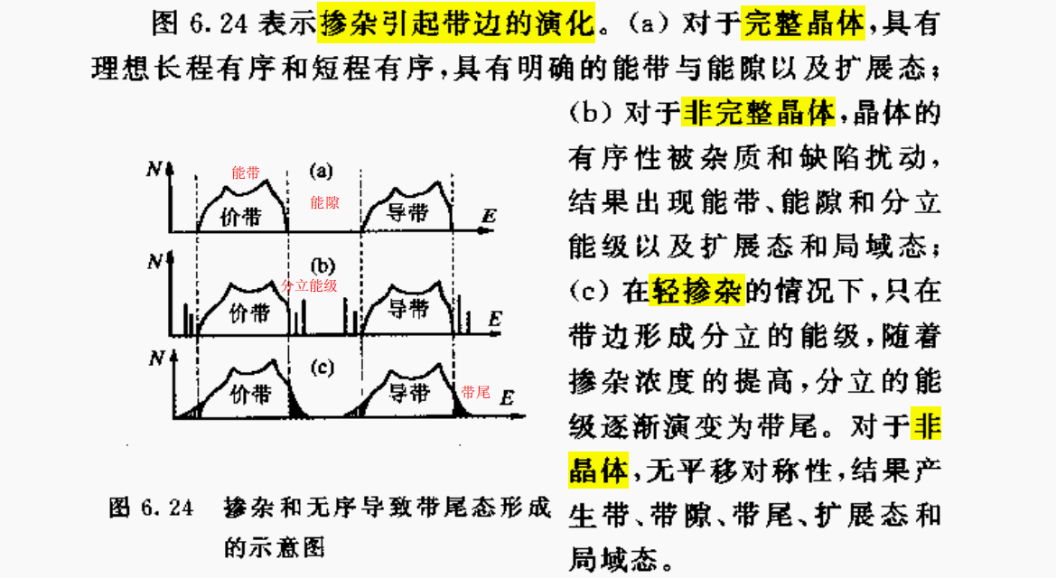 图 6.24 表示掺杂引起带边的演化。(a) 对于完整晶体,具有
理想长程有序和短程有序,具有明确的能带与能隙以及扩展态;
(b) 对于非完整晶体,晶体的
有序性被杂质和缺陷扰动,
结果出现能带、能隙和分立
能级以及扩展态和局域态;
(c) 在轻掺杂的情况下,只在
带边形成分立的能级,随着
掺杂浓度的提高,分立的能
级逐渐演变为带尾。对于非
晶体,无平移对称性,结果产
生带、带隙、带尾、扩展态和
局域态。
N 能带 (a)
能隙
价带 导带 E
N (b)
分立能级
价带 导带 E
N (c)
价带 导带 带尾 E
图 6.24 掺杂和无序导致带尾态形成
的示意图